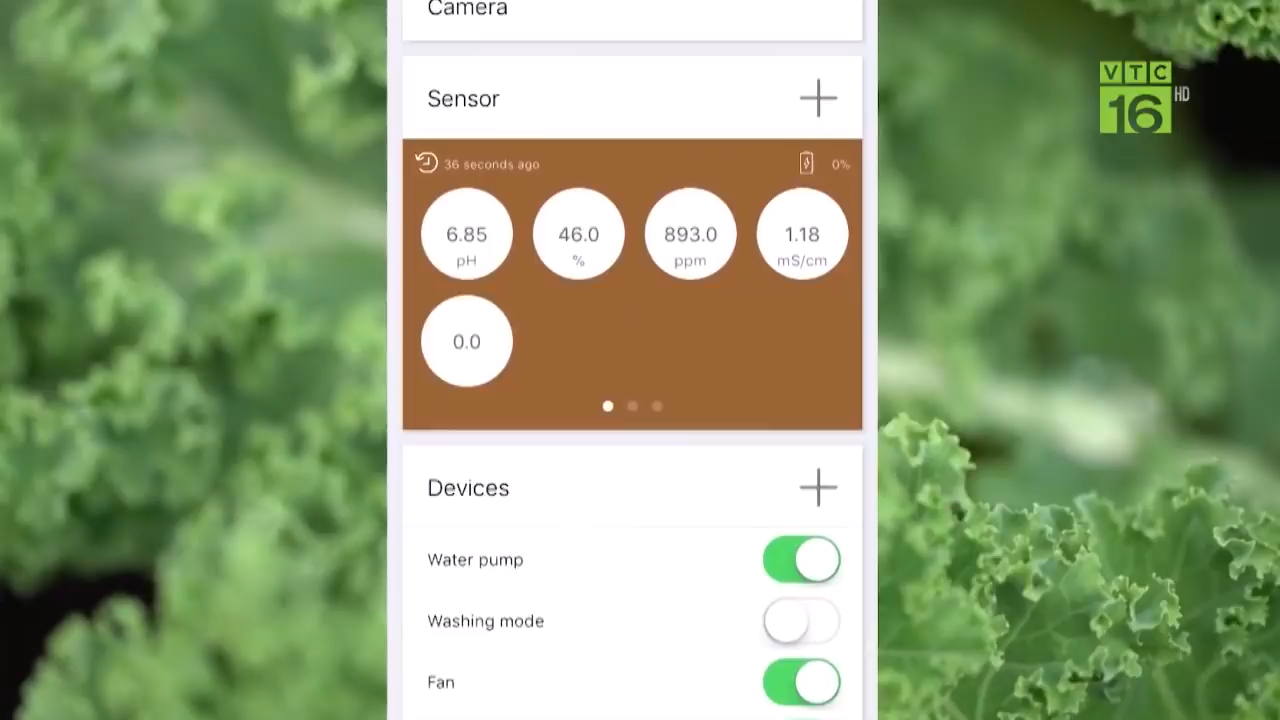 Camera
Sensor
VTC
16 HD
36 seconds ago
0%
6.85
pH
46.0
%
893.0
ppm
1.18
mS/cm
0.0
Devices
Water pump
Washing mode
Fan